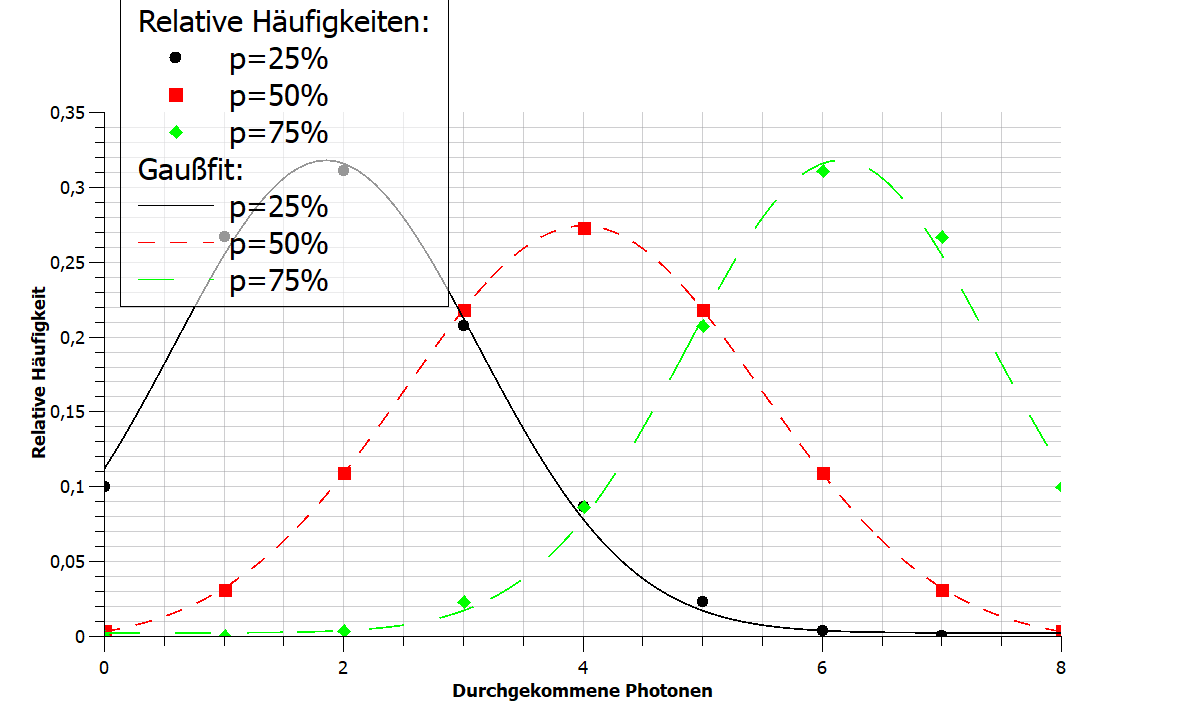 Relative Häufigkeiten:
p=25%
p=50%
p=75%
Gaußfit:
p=25%
p=50%
p=75%
0,35
0,3
0,25
0,2
0,15
0,1
0,05
0
Relative Häufigkeit
0 2 4 6 8
Durchgekommene Photonen